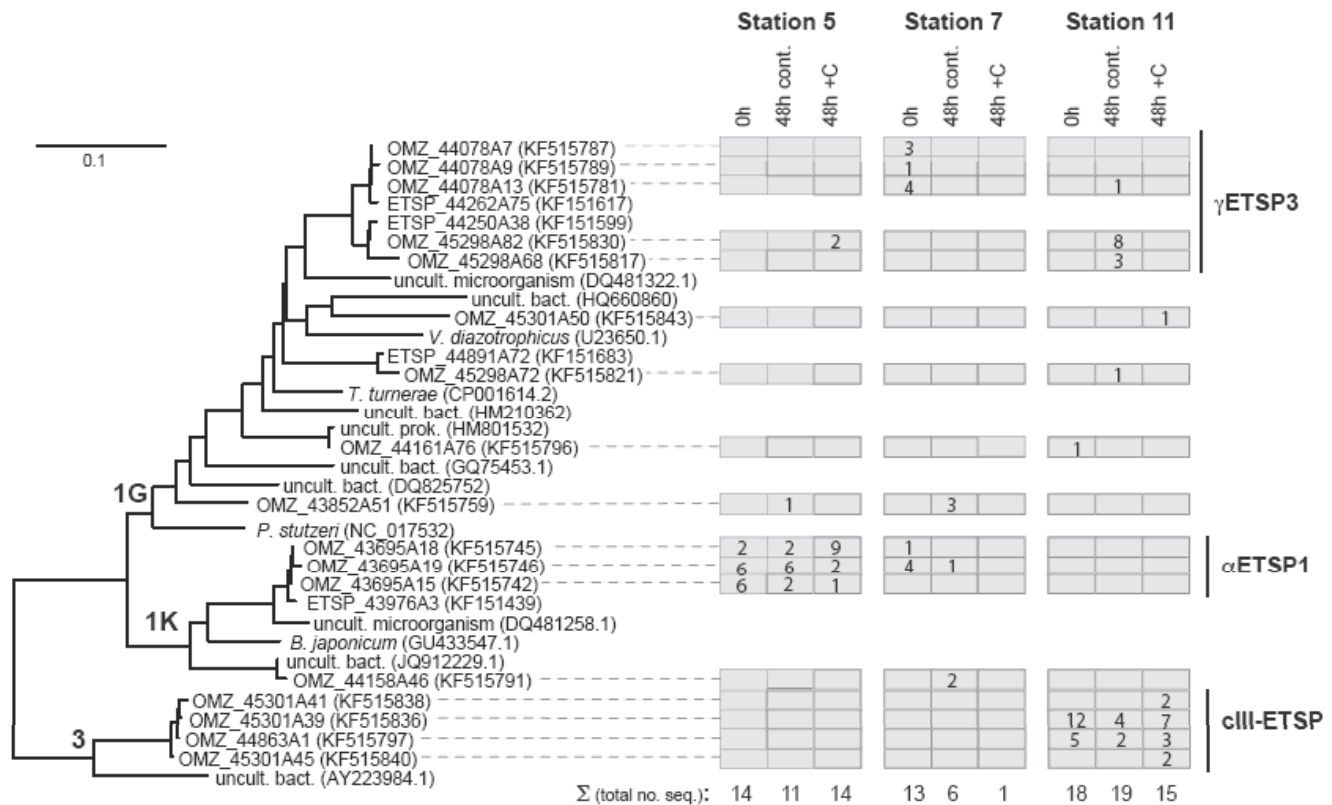 Station 5 Station 7 Station 11
0h 48h cont. 48h +C 0h 48h cont. 48h +C 0h 48h cont. 48h +C
0.1
OMZ_44078A7 (KF515787) 3
OMZ_44078A9 (KF515789) 1
OMZ_44078A13 (KF515781) 4 1
ETSP_44262A75 (KF151617)
γETSP3
ETSP_44250A38 (KF151599)
OMZ_45298A82 (KF515830) 2 8
OMZ_45298A68 (KF515817) 3
uncult. microorganism (DQ481322.1)
uncult. bact. (HQ660860)
OMZ_45301A50 (KF515843) 1
V. diazotrophicus (U23650.1)
ETSP_44891A72 (KF151683)
OMZ_45298A72 (KF515821) 1
T. turnerae (CP001614.2)
uncult. bact. (HM210362)
uncult. prok. (HM801532)
OMZ_44161A76 (KF515796) 1
uncult. bact. (GQ75453.1)
uncult. bact. (DQ825752)
1G
OMZ_43852A51 (KF515759) 1 3
P. stutzeri (NC_017532)
OMZ_43695A18 (KF515745) 2 2 9 1
OMZ_43695A19 (KF515746) 6 6 2 4 1
αETSP1
OMZ_43695A15 (KF515742) 6 2 1
ETSP_43976A3 (KF151439)
1K
uncult. microorganism (DQ481258.1)
B. japonicum (GU433547.1)
uncult. bact. (JQ912229.1)
OMZ_44158A46 (KF515791) 2
OMZ_45301A41 (KF515838) 2
OMZ_45301A39 (KF515836) 12 4 7
cIII-ETSP
3
OMZ_44863A1 (KF515797) 5 2 3
OMZ_45301A45 (KF515840) 2
uncult. bact. (AY223984.1)
Σ (total no. seq.): 14 11 14 13 6 1 18 19 15